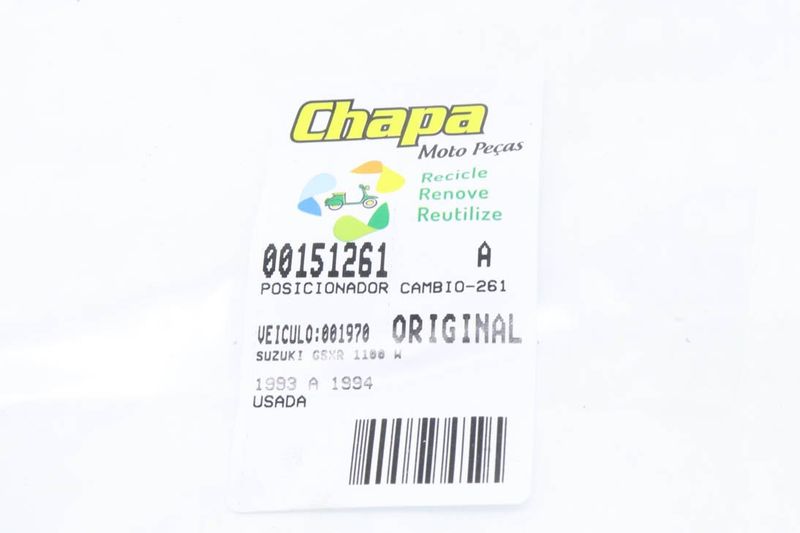 Chapa
Moto Peças
Recicle
Renove
Reutilize
00151261 A
POSICIONADOR CAMBIO-261
VEICULO:001970 ORIGINAL
SUZUKI GSXR 1100 W
1993 A 1994
USADA